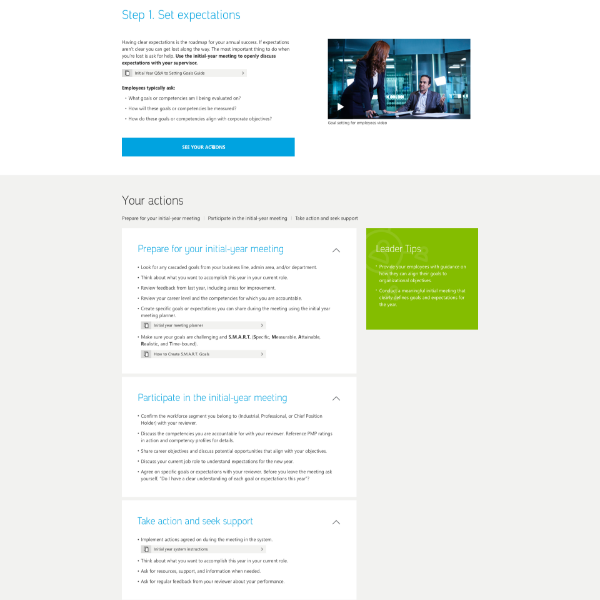 Step 1. Set expectations
Having clear expectations is the roadmap for your annual success. If expectations
aren't clear you can get lost along the way. The most important thing to do when
you're lost is ask for help. Use the initial-year meeting to openly discuss
expectations with your supervisor.
Initial Year Q&A to Setting Goals Guide
Employees typically ask:
• What goals or competencies am I being evaluated on?
• How will these goals or competencies be measured?
• How do these goals or competencies align with corporate objectives?
Goal setting for employees video
SEE YOUR ACTIONS
Your actions
Prepare for your initial-year meeting | Participate in the initial-year meeting | Take action and seek support
Prepare for your initial-year meeting
• Look for any cascaded goals from your business line, admin area, and/or department.
• Think about what you want to accomplish this year in your current role.
• Review feedback from last year, including areas for improvement.
• Review your career level and the competencies for which you are accountable.
• Create specific goals or expectations you can share during the meeting using the initial year
meeting planner.
Initial year meeting planner
• Make sure your goals are challenging and S.M.A.R.T. (Specific, Measurable, Attainable,
Realistic, and Time-bound).
How to Create S.M.A.R.T. Goals
Leader Tips
• Provide your employees with guidance on
how they can align their goals to
organizational objectives.
• Conduct a meaningful initial meeting that
clearly defines goals and expectations for
the year.
Participate in the initial-year meeting
• Confirm the workforce segment you belong to (Industrial, Professional, or Chief Position
Holder) with your reviewer.
• Discuss the competencies you are accountable for with your reviewer. Reference PMP ratings
in action and competency profiles for details.
• Share career objectives and discuss potential opportunities that align with your objectives.
• Discuss your current job role to understand expectations for the new year.
• Agree on specific goals or expectations with your reviewer. Before you leave the meeting ask
yourself, "Do I have a clear understanding of each goal or expectations this year"?
Take action and seek support
• Implement actions agreed on during the meeting in the system.
Initial year system instructions
• Think about what you want to accomplish this year in your current role.
• Ask for resources, support, and information when needed.
• Ask for regular feedback from your reviewer about your performance.